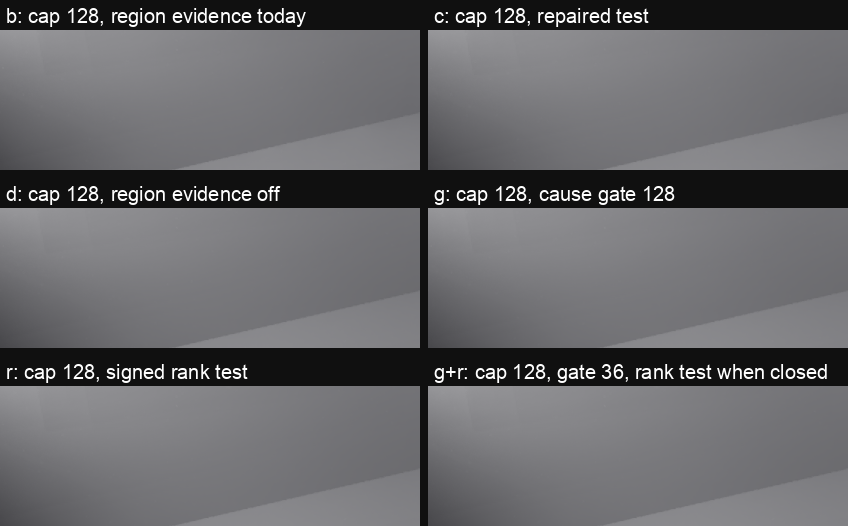 b: cap 128, region evidence today
c: cap 128, repaired test
d: cap 128, region evidence off
g: cap 128, cause gate 128
r: cap 128, signed rank test
g+r: cap 128, gate 36, rank test when closed